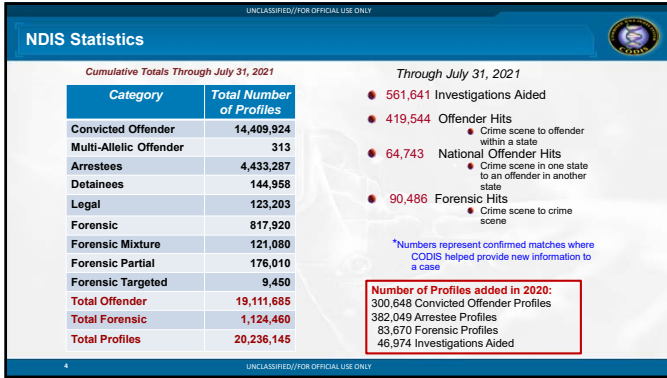 UNCLASSIFIED//FOR OFFICIAL USE ONLY
NDIS Statistics
CODIS
Cumulative Totals Through July 31, 2021
Category Total Number
of Profiles
Convicted Offender 14,409,924
Multi-Allelic Offender 313
Arrestees 4,433,287
Detainees 144,958
Legal 123,203
Forensic 817,920
Forensic Mixture 121,080
Forensic Partial 176,010
Forensic Targeted 9,450
Total Offender 19,111,685
Total Forensic 1,124,460
Total Profiles 20,236,145
Through July 31, 2021
561,641 Investigations Aided
419,544 Offender Hits
Crime scene to offender
within a state
64,743 National Offender Hits
Crime scene in one state
to an offender in another
state
90,486 Forensic Hits
Crime scene to crime
scene
*Numbers represent confirmed matches where
CODIS helped provide new information to
a case
Number of Profiles added in 2020:
300,648 Convicted Offender Profiles
382,049 Arrestee Profiles
83,670 Forensic Profiles
46,974 Investigations Aided
4
UNCLASSIFIED//FOR OFFICIAL USE ONLY